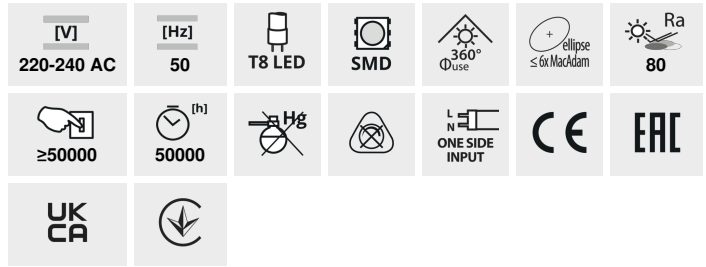 [V]
220-240 AC
[Hz]
50
T8 LED
SMD
360°
Φuse
+
ellipse
≤ 6x MacAdam
Ra
80
≥50000
[h]
50000
Hg
L
N
ONE SIDE
INPUT
CE
EAC
UK
CA